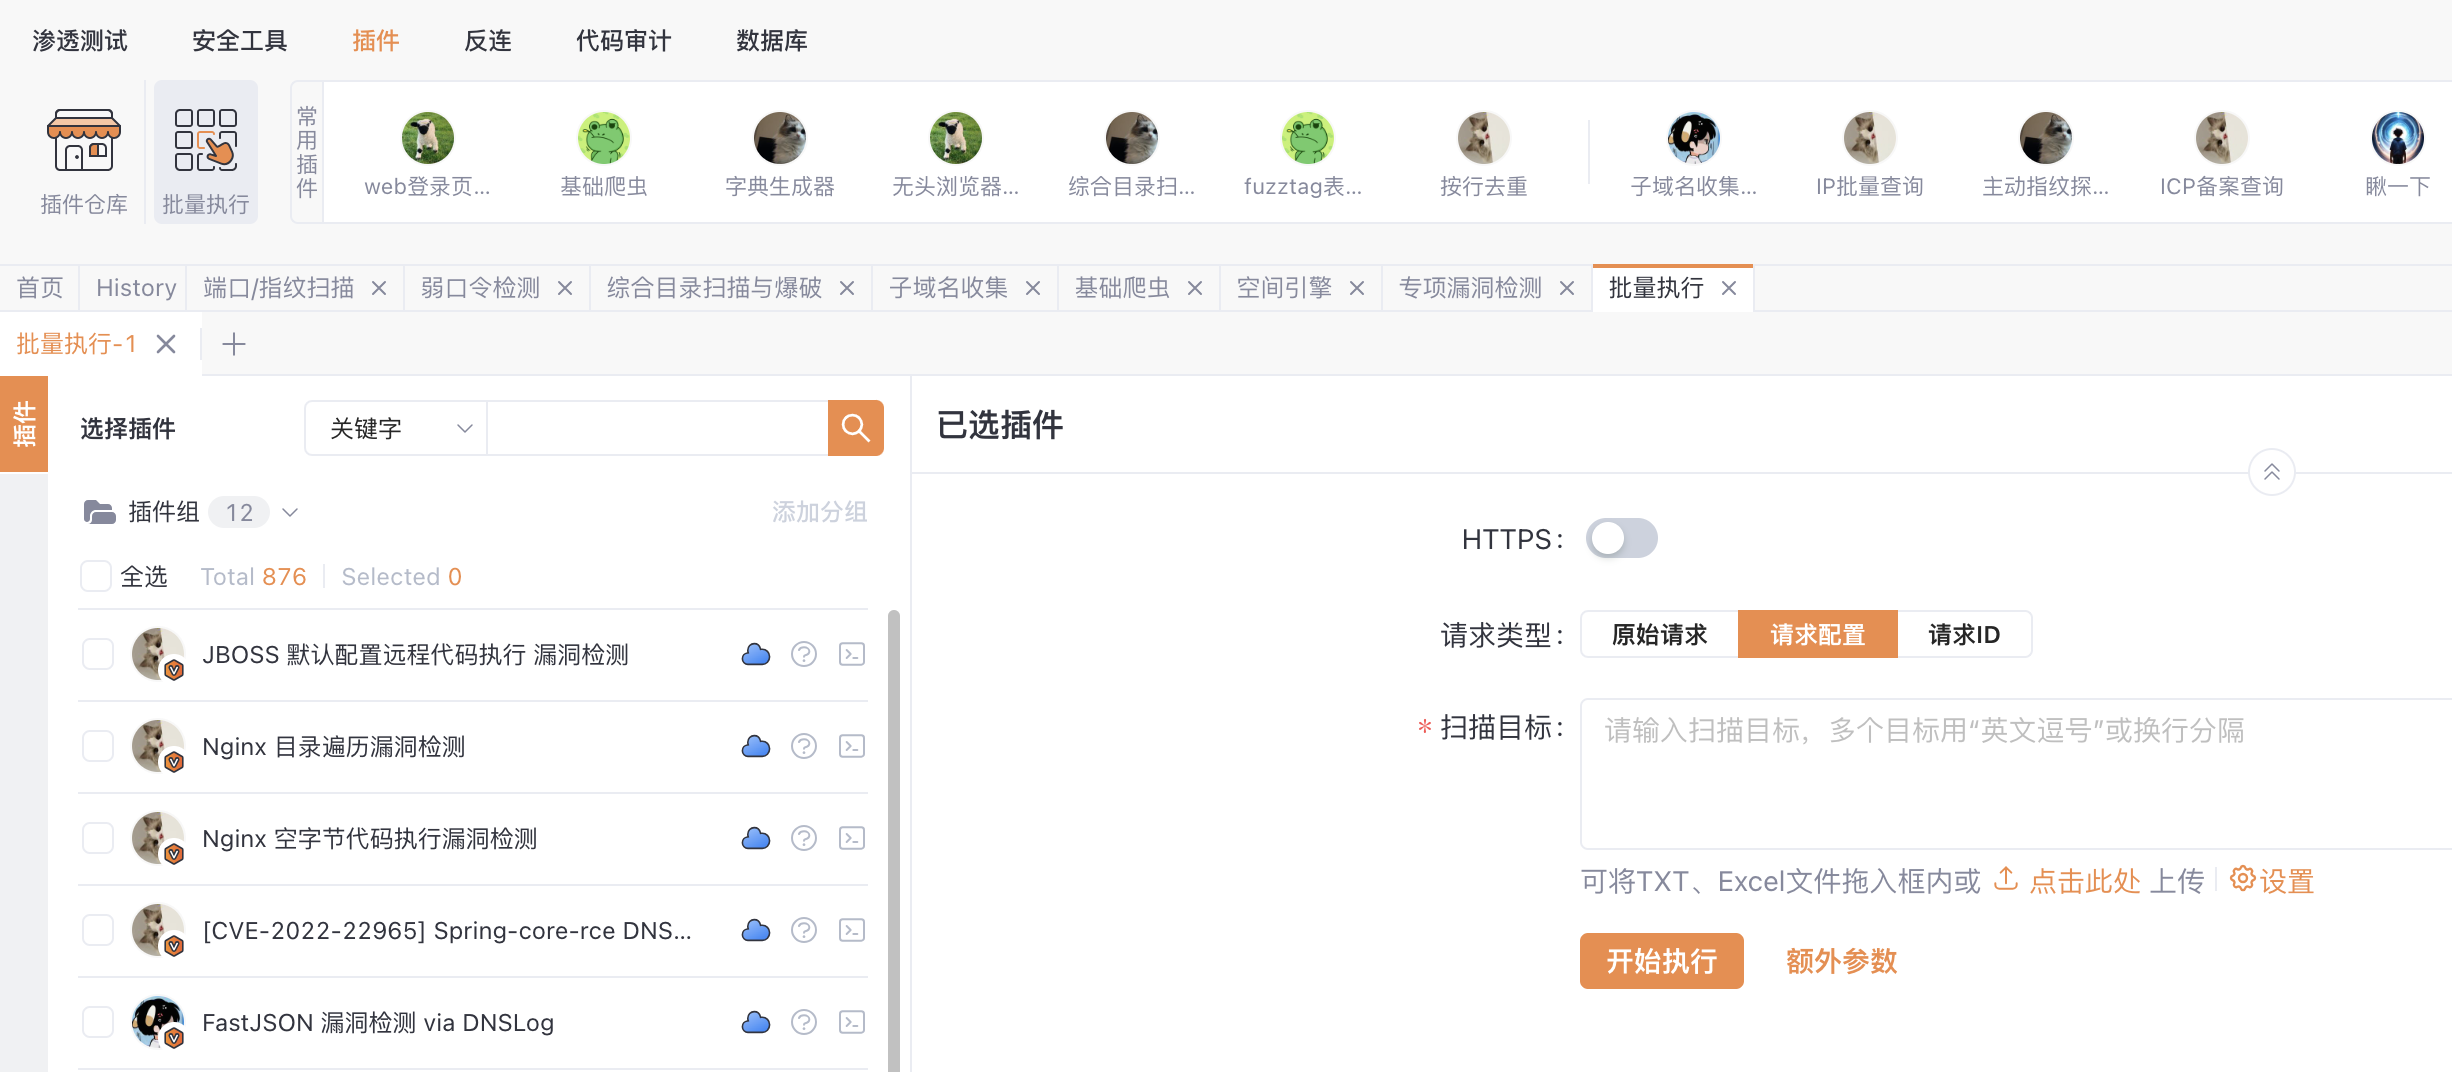 渗透测试 安全工具 插件 反连 代码审计 数据库
插件仓库 批量执行 常用插件 web登录页... 基础爬虫 字典生成器 无头浏览器... 综合目录扫... fuzztag表... 按行去重 子域名收集... IP批量查询 主动指纹探... ICP备案查询 瞅一下
首页 History 端口/指纹扫描 弱口令检测 综合目录扫描与爆破 子域名收集 基础爬虫 空间引擎 专项漏洞检测 批量执行
批量执行-1
插件
选择插件 关键字
插件组 12 添加分组
全选 Total 876 Selected 0
JBOSS 默认配置远程代码执行 漏洞检测
Nginx 目录遍历漏洞检测
Nginx 空字节代码执行漏洞检测
[CVE-2022-22965] Spring-core-rce DNS...
FastJSON 漏洞检测 via DNSLog
已选插件
HTTPS:
请求类型: 原始请求 请求配置 请求ID
* 扫描目标: 请输入扫描目标，多个目标用“英文逗号”或换行分隔
可将TXT、Excel文件拖入框内或 点击此处 上传 设置
开始执行 额外参数